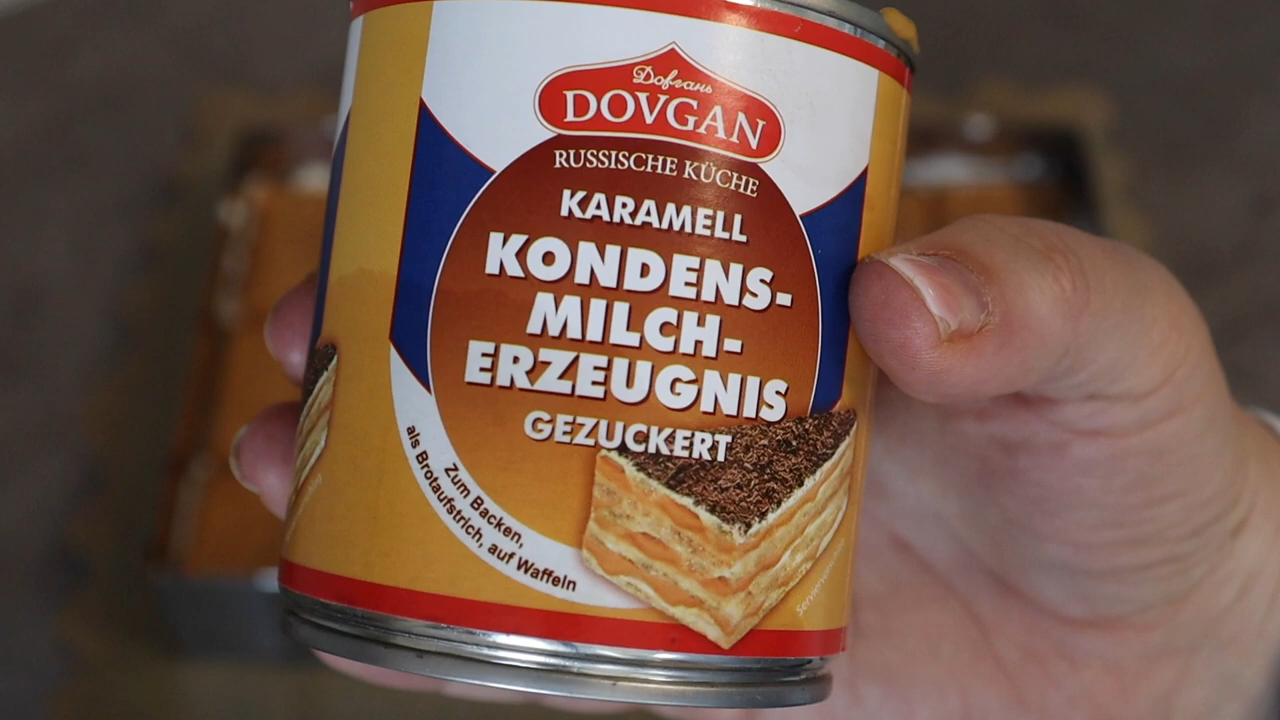 Довгань
DOVGAN
RUSSISCHE KÜCHE
KARAMELL
KONDENS-
MILCH-
ERZEUGNIS
GEZUCKERT
Zum Backen,
als Brotaufstrich, auf Waffeln